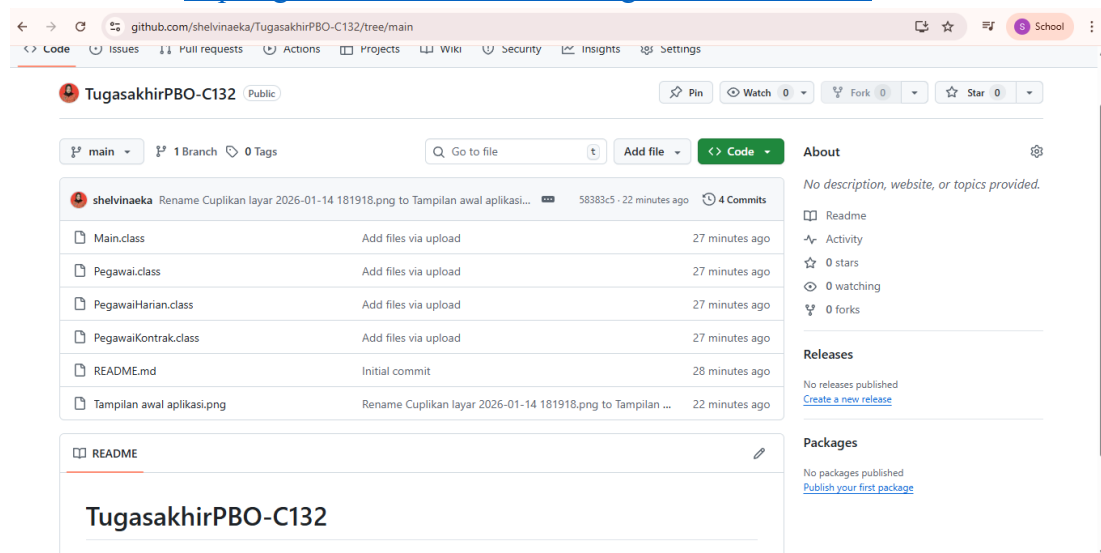 github.com/shelvinaeka/TugasakhirPBO-C132/tree/main School
Code Issues Pull requests Actions Projects Wiki Security Insights Settings
TugasakhirPBO-C132 Public Pin Watch 0 Fork 0 Star 0
main 1 Branch 0 Tags Go to file t Add file Code
shelvinaeka Rename Cuplikan layar 2026-01-14 181918.png to Tampilan awal aplikasi... 58383c5 · 22 minutes ago 4 Commits
Main.class Add files via upload 27 minutes ago
Pegawai.class Add files via upload 27 minutes ago
PegawaiHarian.class Add files via upload 27 minutes ago
PegawaiKontrak.class Add files via upload 27 minutes ago
README.md Initial commit 28 minutes ago
Tampilan awal aplikasi.png Rename Cuplikan layar 2026-01-14 181918.png to Tampilan ... 22 minutes ago
README
TugasakhirPBO-C132
About
No description, website, or topics provided.
Readme
Activity
0 stars
0 watching
0 forks
Releases
No releases published
Create a new release
Packages
No packages published
Publish your first package